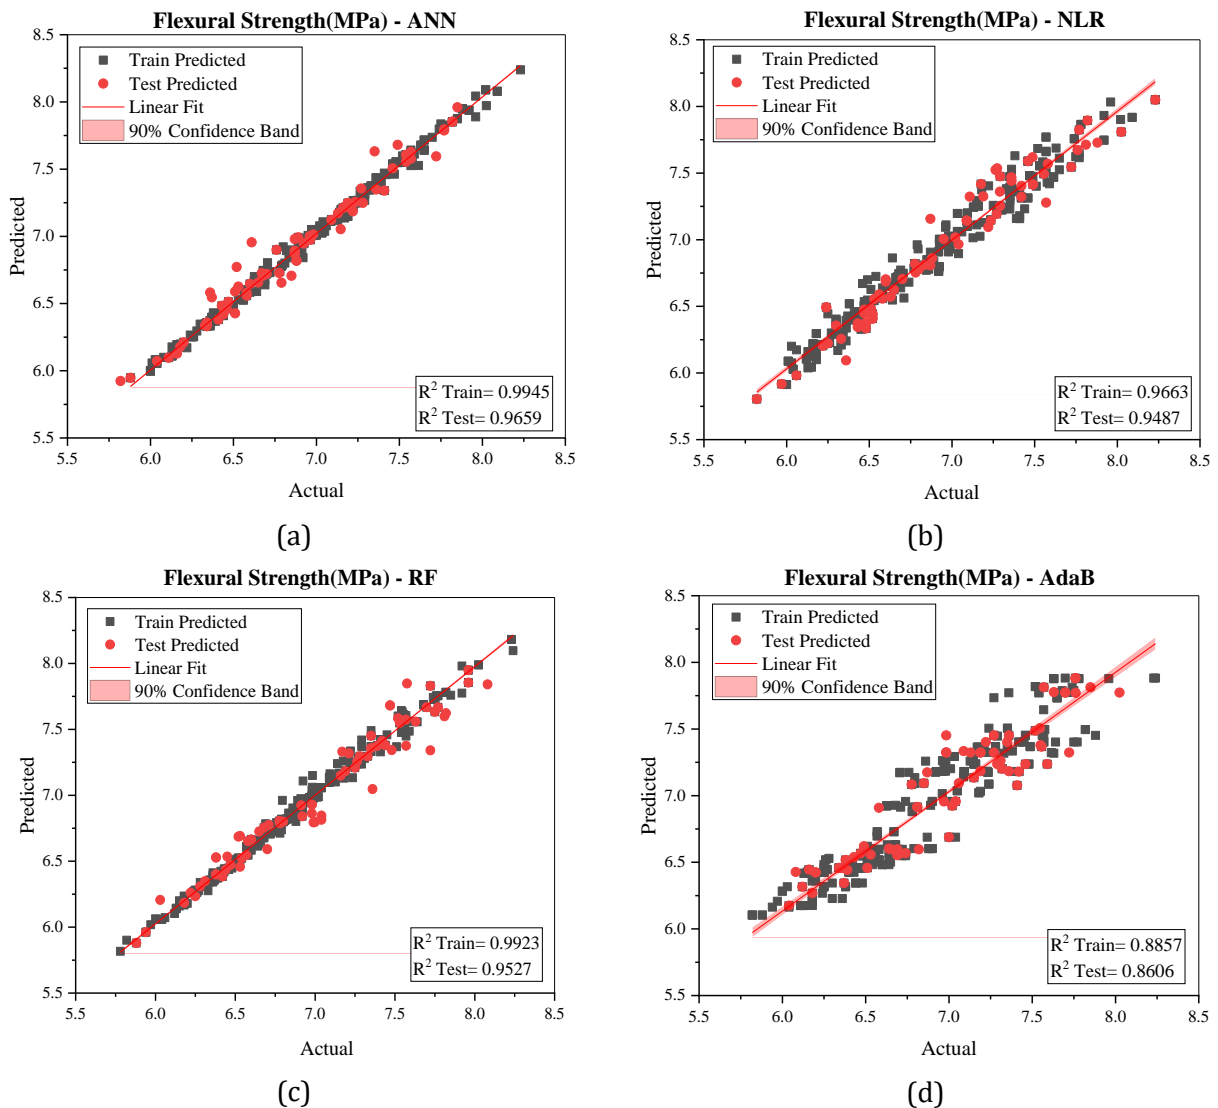 Flexural Strength(MPa) - ANN
8.5
8.0
7.5
7.0
6.5
6.0
5.5
Predicted
Train Predicted
Test Predicted
Linear Fit
90% Confidence Band
R² Train= 0.9945
R² Test= 0.9659
5.5 6.0 6.5 7.0 7.5 8.0 8.5
Actual
(a)
Flexural Strength(MPa) - NLR
8.5
8.0
7.5
7.0
6.5
6.0
5.5
Predicted
Train Predicted
Test Predicted
Linear Fit
90% Confidence Band
R² Train= 0.9663
R² Test= 0.9487
5.5 6.0 6.5 7.0 7.5 8.0 8.5
Actual
(b)
Flexural Strength(MPa) - RF
8.5
8.0
7.5
7.0
6.5
6.0
5.5
Predicted
Train Predicted
Test Predicted
Linear Fit
90% Confidence Band
R² Train= 0.9923
R² Test= 0.9527
5.5 6.0 6.5 7.0 7.5 8.0 8.5
Actual
(c)
Flexural Strength(MPa) - AdaB
8.5
8.0
7.5
7.0
6.5
6.0
5.5
Predicted
Train Predicted
Test Predicted
Linear Fit
90% Confidence Band
R² Train= 0.8857
R² Test= 0.8606
5.5 6.0 6.5 7.0 7.5 8.0 8.5
Actual
(d)